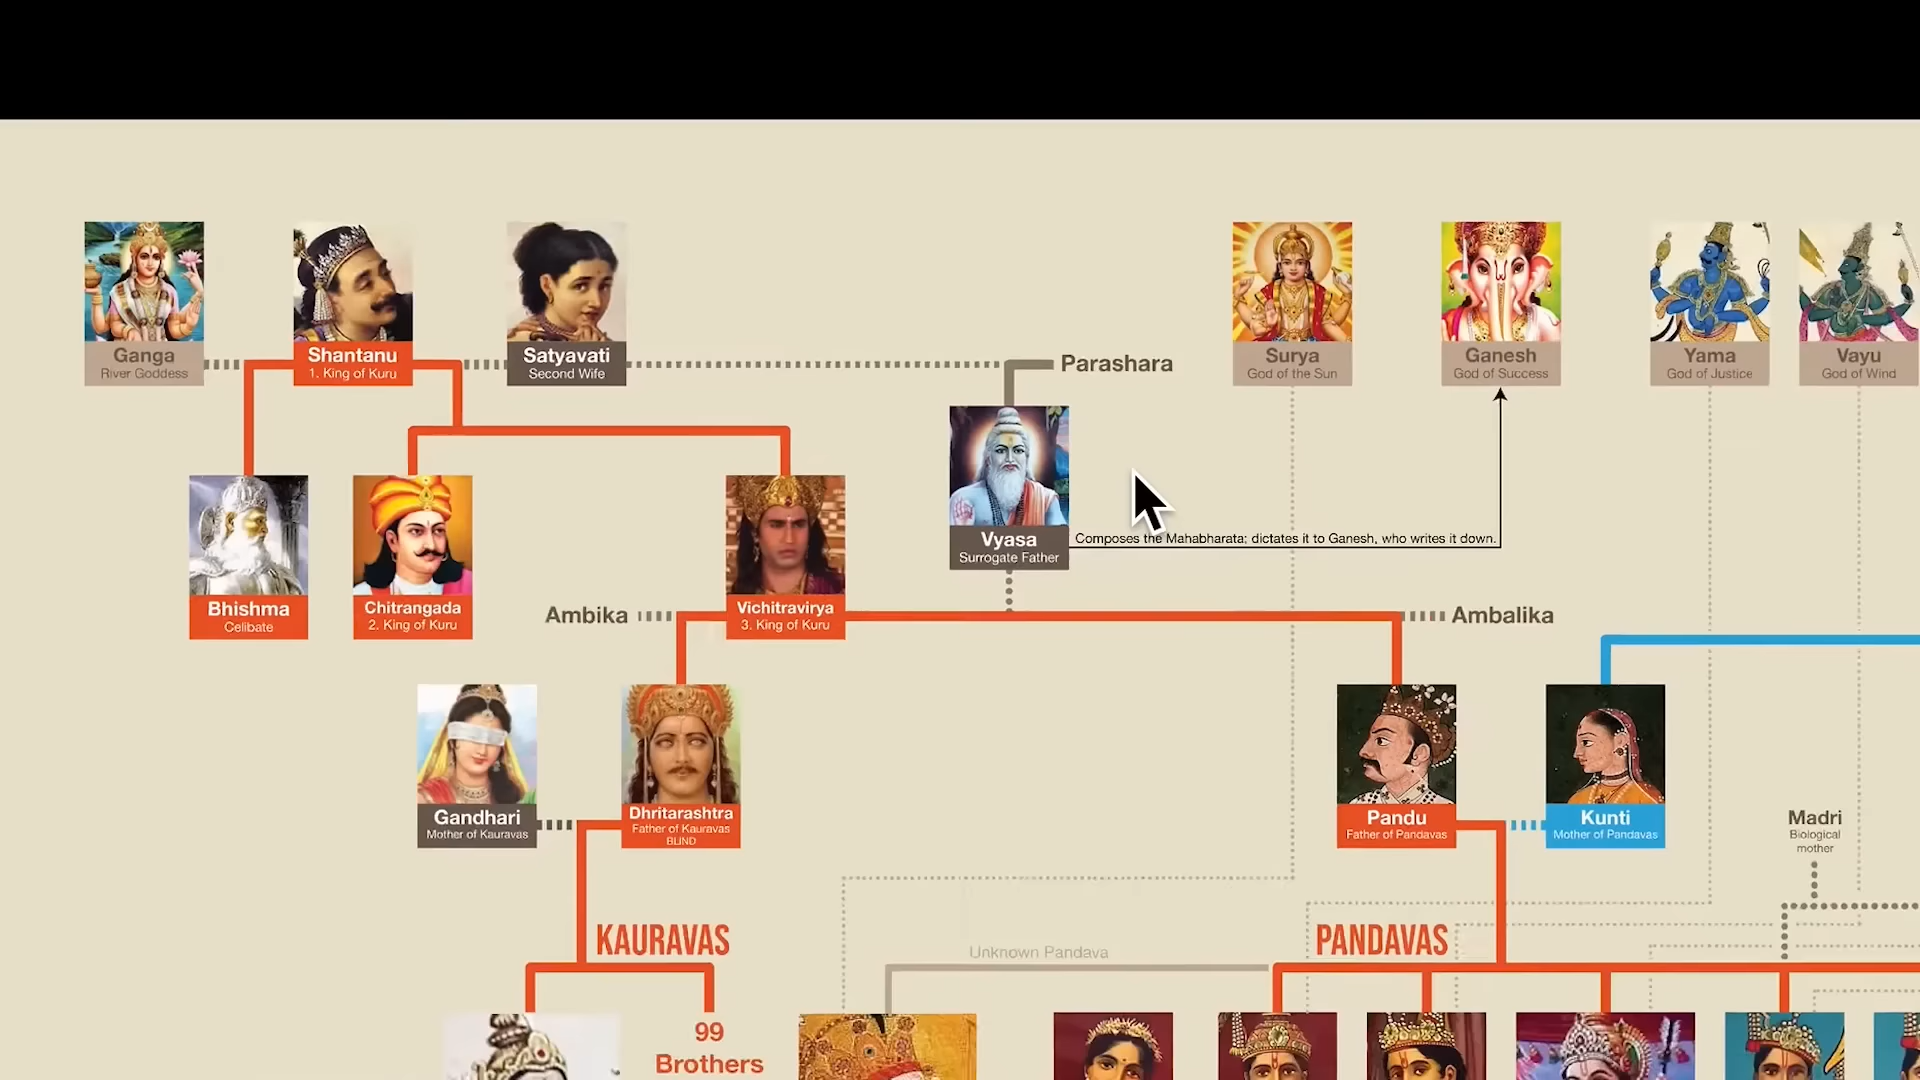 Ganga
River Goddess
Shantanu
1. King of Kuru
Satyavati
Second Wife
Parashara
Surya
God of the Sun
Ganesh
God of Success
Yama
God of Justice
Vayu
God of Wind
Vyasa
Surrogate Father
Composes the Mahabharata; dictates it to Ganesh, who writes it down.
Bhishma
Celibate
Chitrangada
2. King of Kuru
Ambika
Vichitravirya
3. King of Kuru
Ambalika
Gandhari
Mother of Kauravas
Dhritarashtra
Father of Kauravas
BLIND
Pandu
Father of Pandavas
Kunti
Mother of Pandavas
Madri
Biological
mother
KAURAVAS
Unknown Pandava
PANDAVAS
99
Brothers